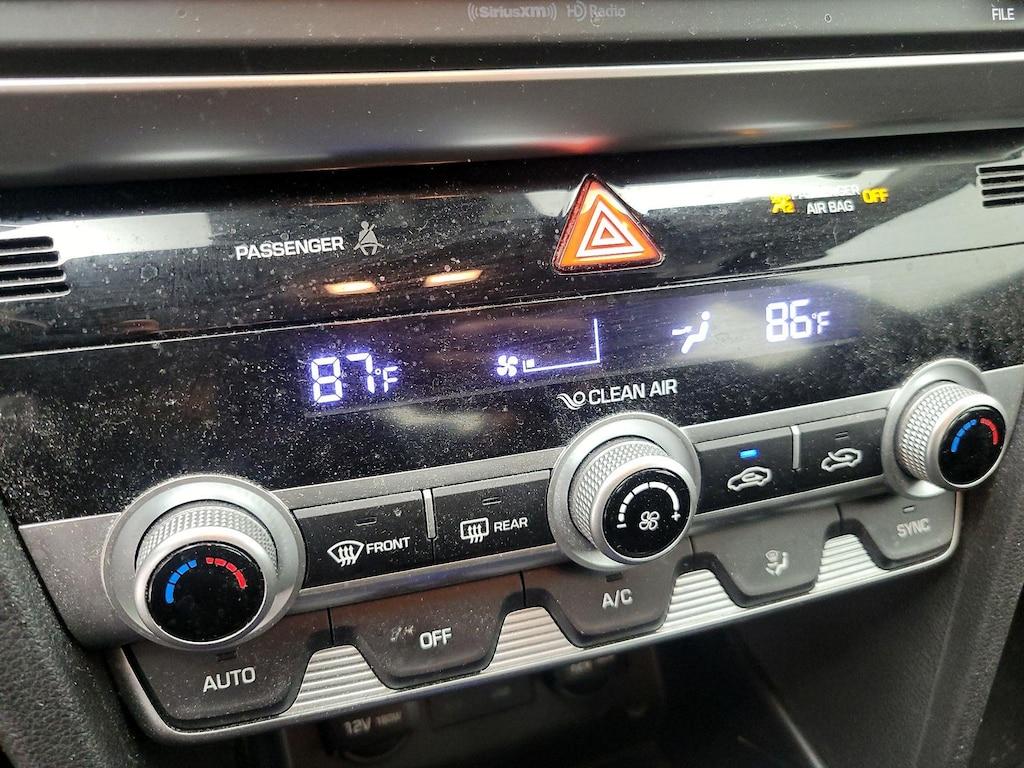 SiriusXM HD Radio
FILE
PASSENGER
PASSENGER
AIR BAG OFF
87°F
86°F
CLEAN AIR
FRONT
REAR
AUTO
OFF
A/C
SYNC
12V 180W